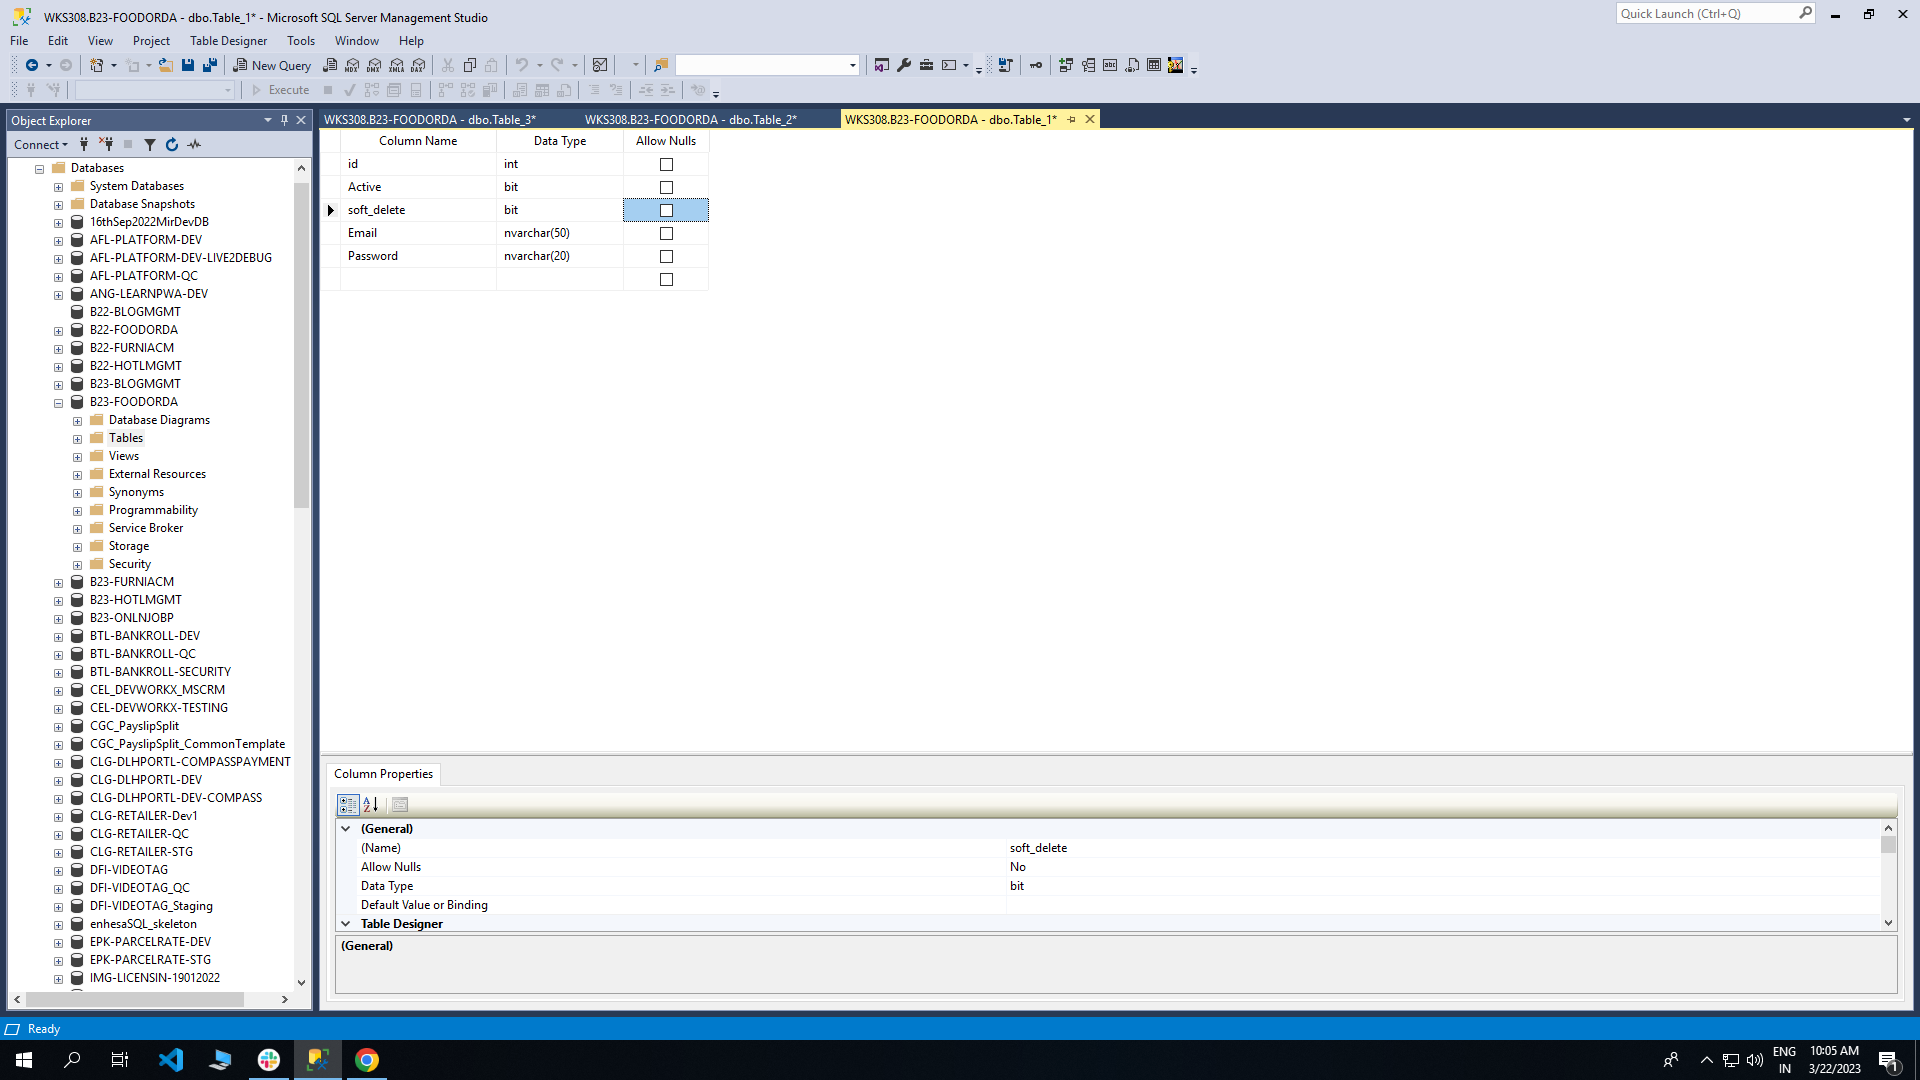 WKS308.B23-FOODORDA - dbo.Table_1* - Microsoft SQL Server Management Studio
Quick Launch (Ctrl+Q)
File Edit View Project Table Designer Tools Window Help
New Query
MDX DMX XMLA DAX
Execute
Object Explorer
Connect
Databases
System Databases
Database Snapshots
16thSep2022MirDevDB
AFL-PLATFORM-DEV
AFL-PLATFORM-DEV-LIVE2DEBUG
AFL-PLATFORM-QC
ANG-LEARNPWA-DEV
B22-BLOGMGMT
B22-FOODORDA
B22-FURNIACM
B22-HOTLMGMT
B23-BLOGMGMT
B23-FOODORDA
Database Diagrams
Tables
Views
External Resources
Synonyms
Programmability
Service Broker
Storage
Security
B23-FURNIACM
B23-HOTLMGMT
B23-ONLNJOBP
BTL-BANKROLL-DEV
BTL-BANKROLL-QC
BTL-BANKROLL-SECURITY
CEL_DEVWORKX_MSCRM
CEL-DEVWORKX-TESTING
CGC_PayslipSplit
CGC_PayslipSplit_CommonTemplate
CLG-DLHPORTL-COMPASSPAYMENT
CLG-DLHPORTL-DEV
CLG-DLHPORTL-DEV-COMPASS
CLG-RETAILER-Dev1
CLG-RETAILER-QC
CLG-RETAILER-STG
DFI-VIDEOTAG
DFI-VIDEOTAG_QC
DFI-VIDEOTAG_Staging
enhesaSQL_skeleton
EPK-PARCELRATE-DEV
EPK-PARCELRATE-STG
IMG-LICENSIN-19012022
WKS308.B23-FOODORDA - dbo.Table_3* WKS308.B23-FOODORDA - dbo.Table_2* WKS308.B23-FOODORDA - dbo.Table_1*
Column Name Data Type Allow Nulls
id int
Active bit
soft_delete bit
Email nvarchar(50)
Password nvarchar(20)
Column Properties
(General)
(Name) soft_delete
Allow Nulls No
Data Type bit
Default Value or Binding
Table Designer
(General)
Ready
ENG
IN
10:05 AM
3/22/2023
1